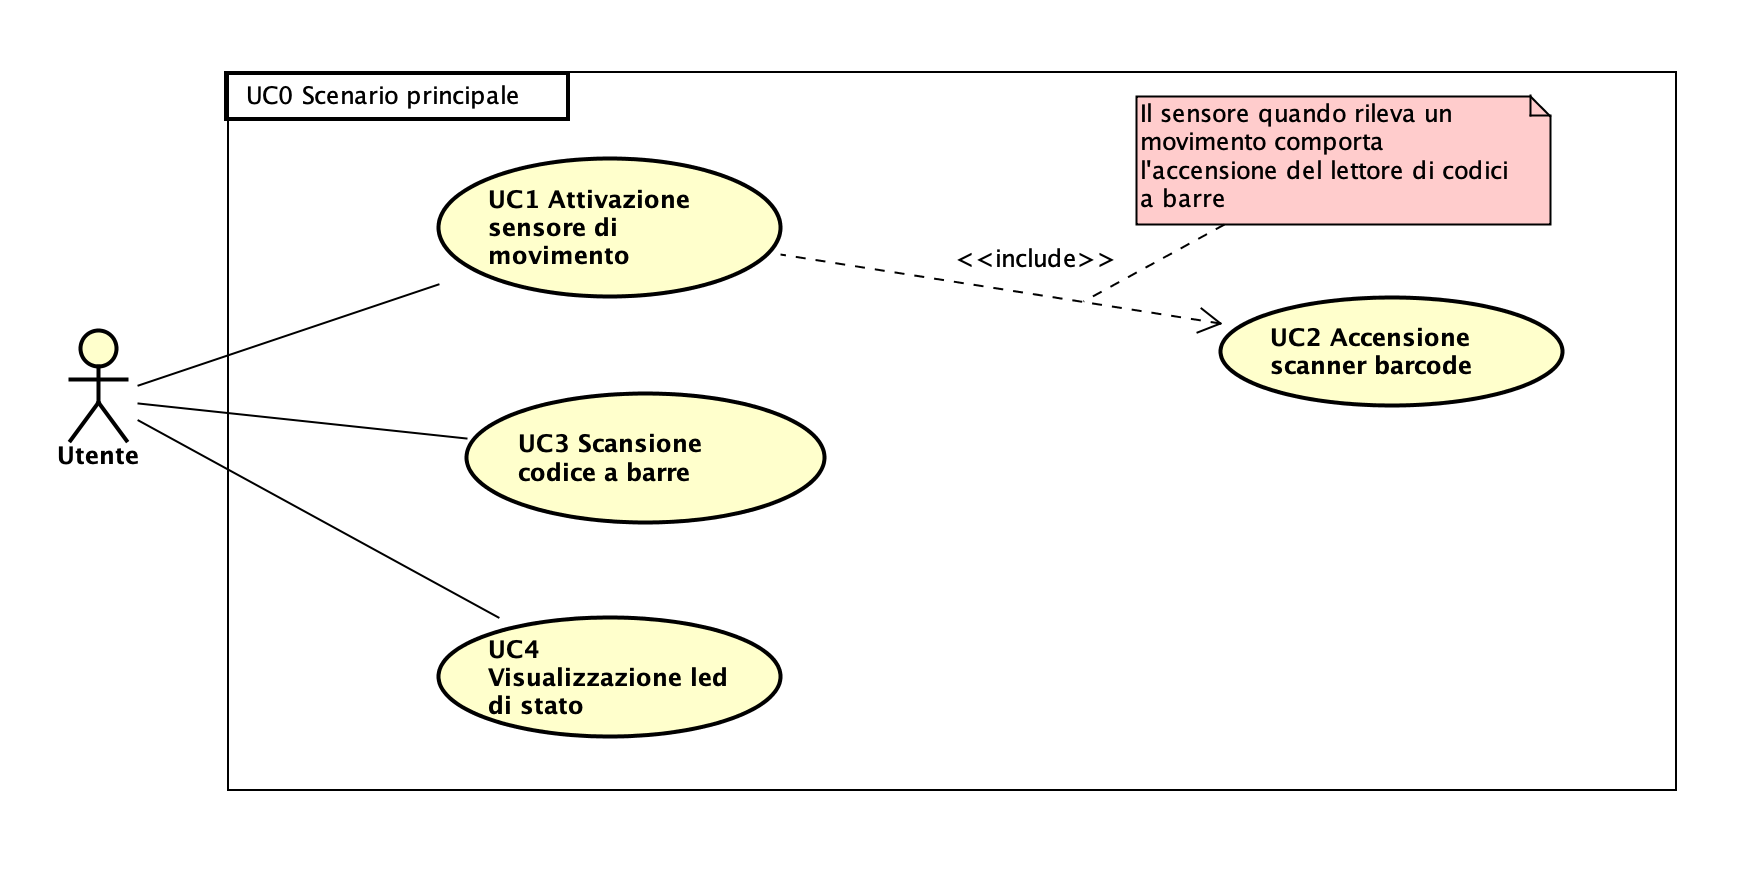 UC0 Scenario principale
Il sensore quando rileva un
movimento comporta
l'accensione del lettore di codici
a barre
UC1 Attivazione
sensore di
movimento
<<include>>
UC2 Accensione
scanner barcode
Utente
UC3 Scansione
codice a barre
UC4
Visualizzazione led
di stato